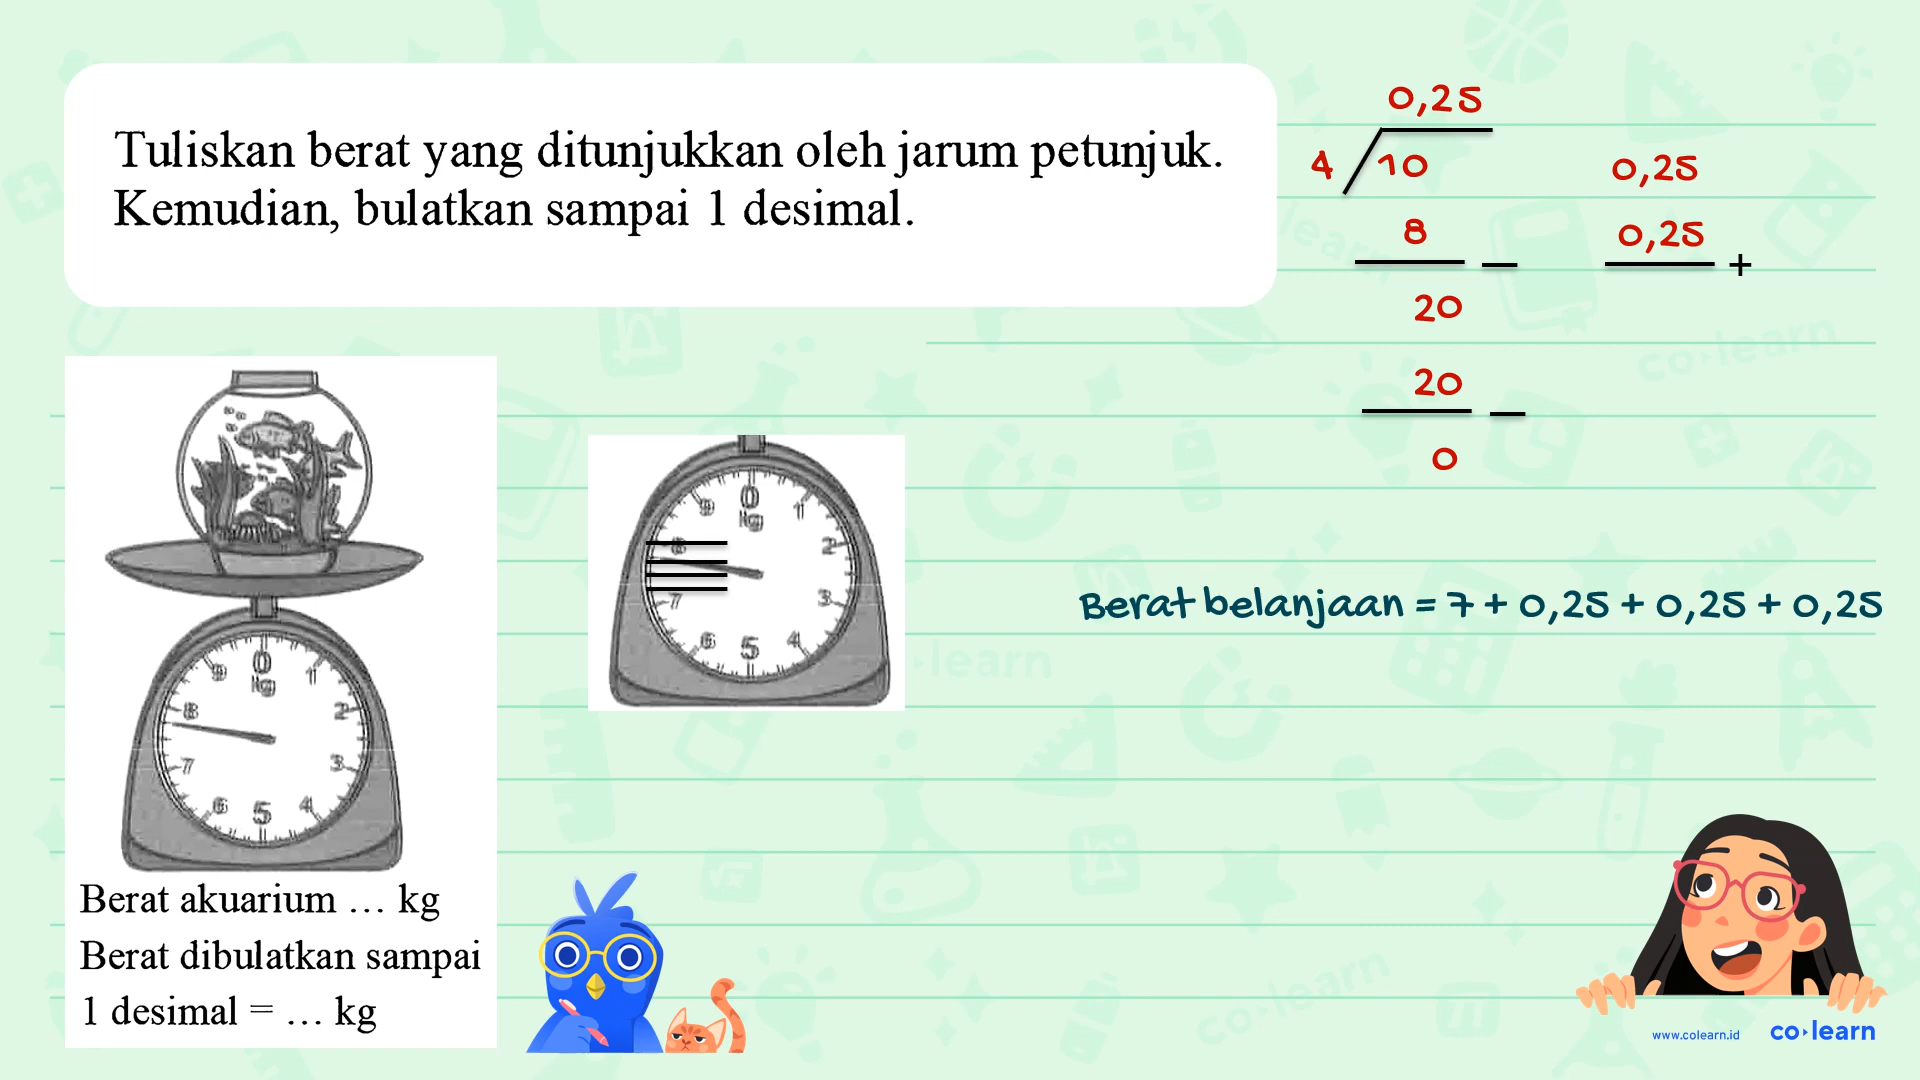 Tuliskan berat yang ditunjukkan oleh jarum petunjuk.
Kemudian, bulatkan sampai 1 desimal.
0,25
4 10
8
20
20
0
0,25
0,25
+
0
kg
1
2
3
4
5
6
7
8
9
Berat akuarium ... kg
Berat dibulatkan sampai
1 desimal = ... kg
0
kg
1
2
3
4
5
6
7
8
9
Berat belanjaan = 7 + 0,25 + 0,25 + 0,25
www.colearn.id
co·learn